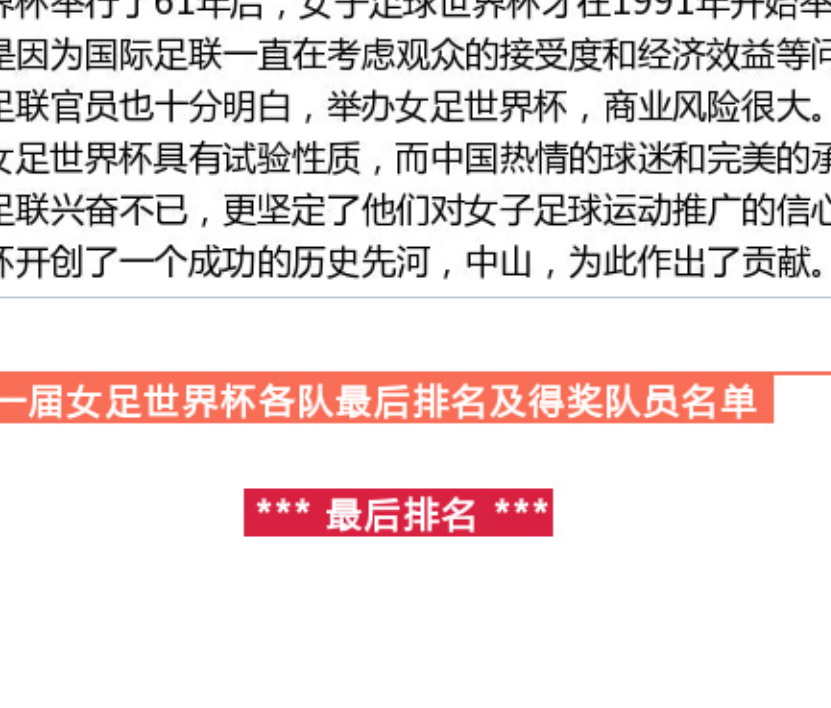 界杯举行了61年后，女子足球世界杯才在1991年开始举
是因为国际足联一直在考虑观众的接受度和经济效益等问
足联官员也十分明白，举办女足世界杯，商业风险很大。
女足世界杯具有试验性质，而中国热情的球迷和完美的承
足联兴奋不已，更坚定了他们对女子足球运动推广的信心
杯开创了一个成功的历史先河，中山，为此作出了贡献。
一届女足世界杯各队最后排名及得奖队员名单
*** 最后排名 ***